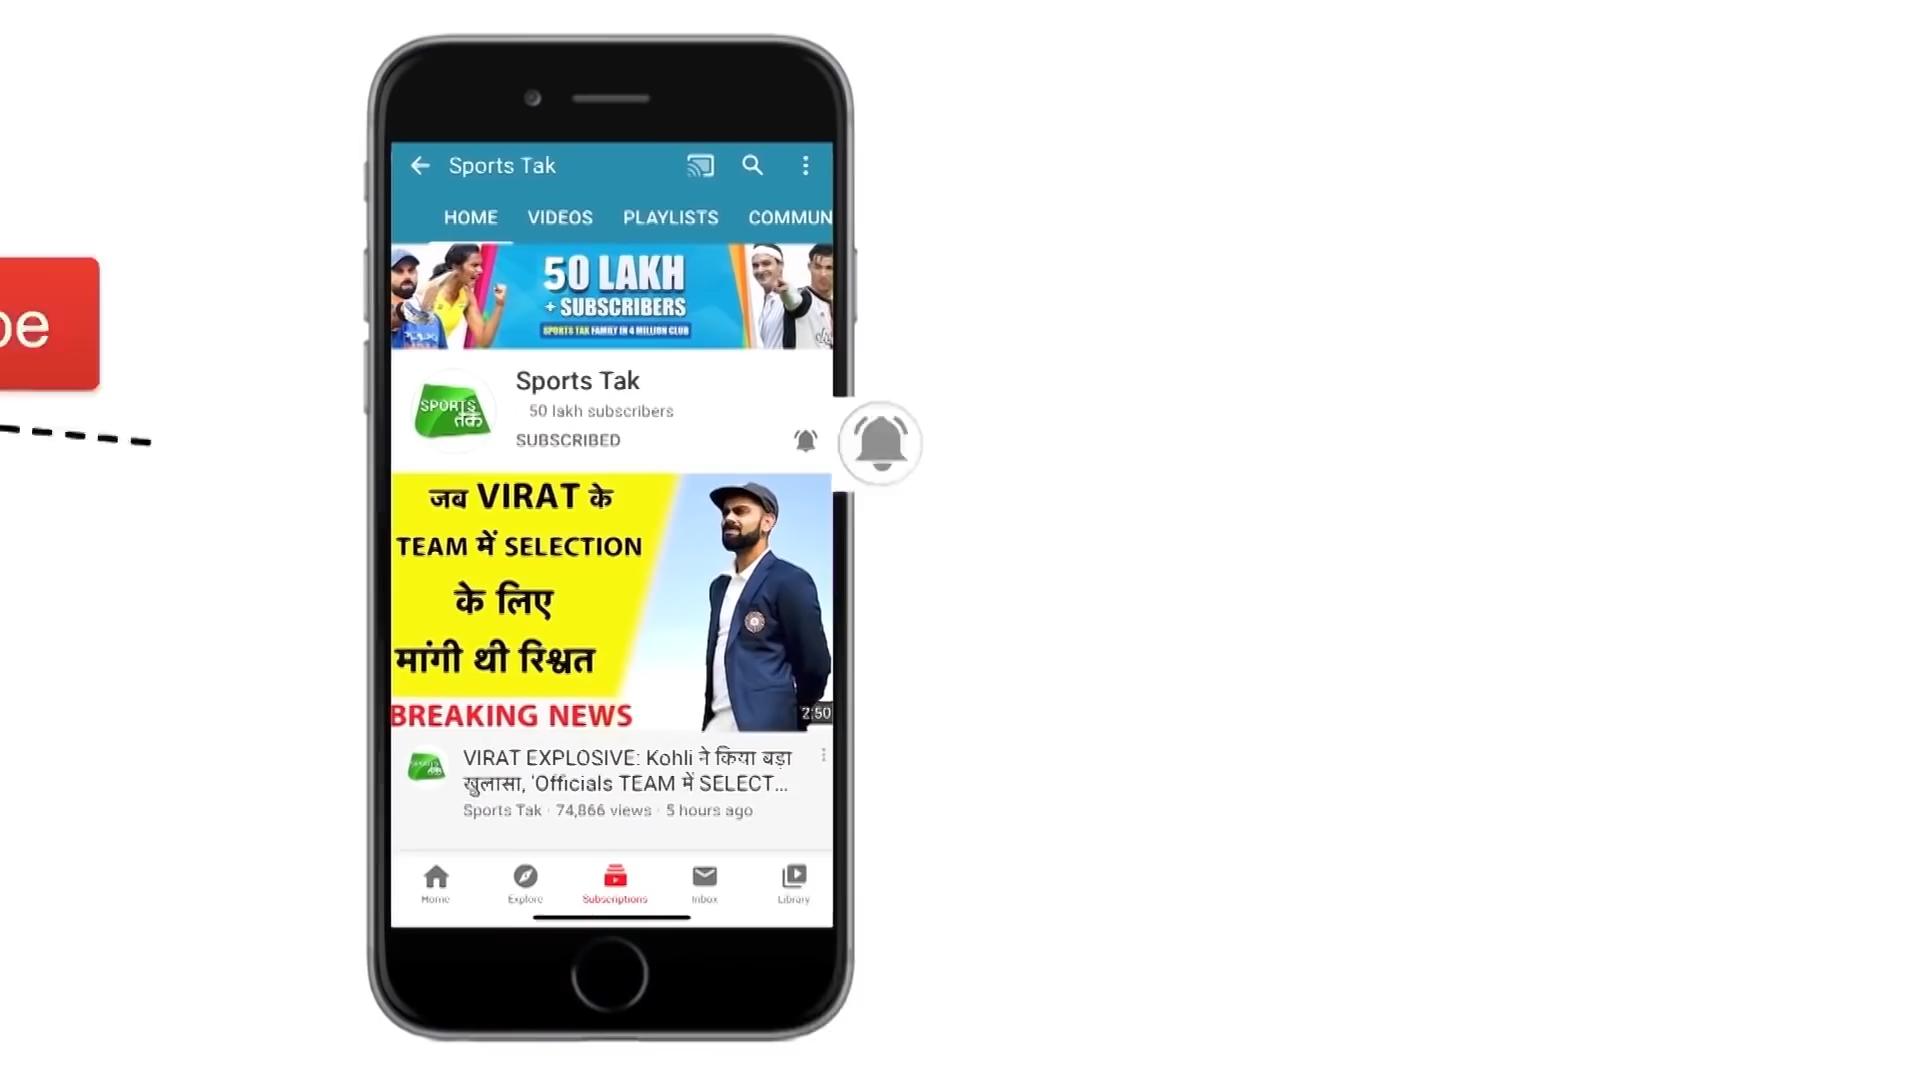 be
Sports Tak
HOME VIDEOS PLAYLISTS COMMUN
50 LAKH
+ SUBSCRIBERS
SPORTS TAK FAMILY IN 4 MILLION CLUB
SPORTS
तक
Sports Tak
50 lakh subscribers
SUBSCRIBED
जब VIRAT के
TEAM में SELECTION
के लिए
मांगी थी रिश्वत
BREAKING NEWS
2:50
VIRAT EXPLOSIVE: Kohli ने किया बड़ा
खुलासा, 'Officials TEAM में SELECT...
Sports Tak · 74,866 views · 5 hours ago
Home Explore Subscriptions Inbox Library